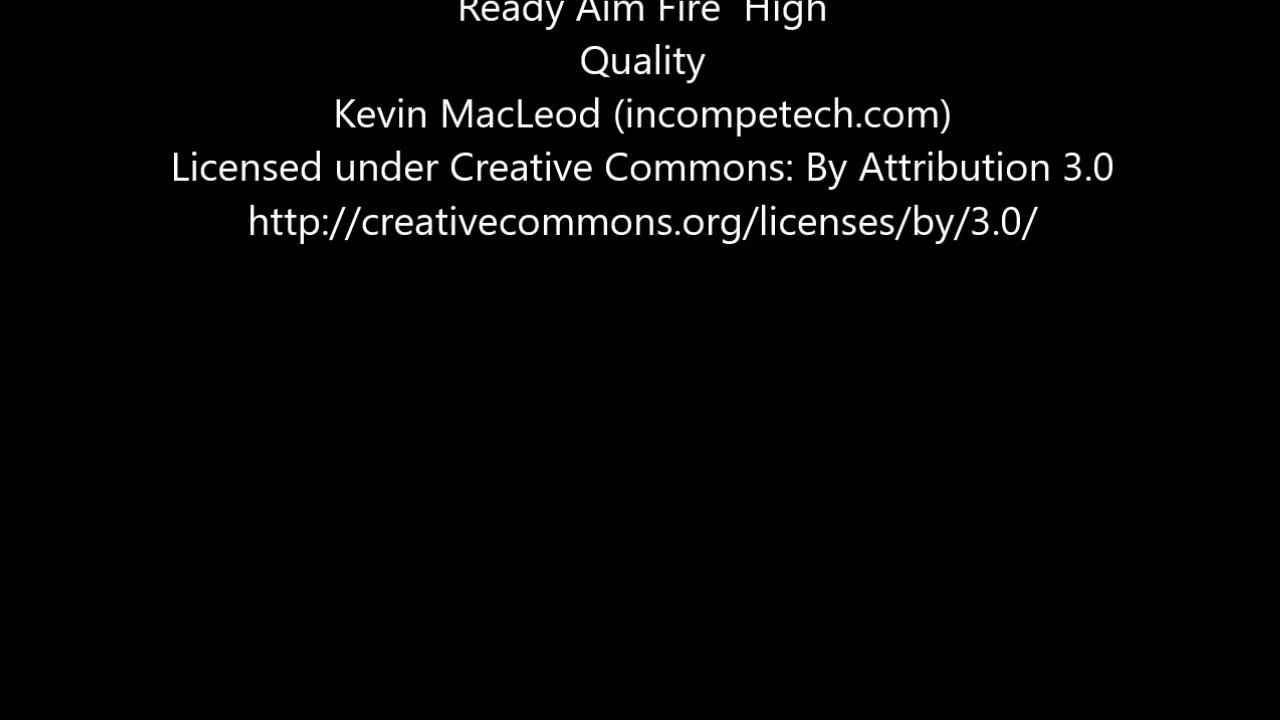 Ready Aim Fire  High
Quality
Kevin MacLeod (incompetech.com)
Licensed under Creative Commons: By Attribution 3.0
http://creativecommons.org/licenses/by/3.0/